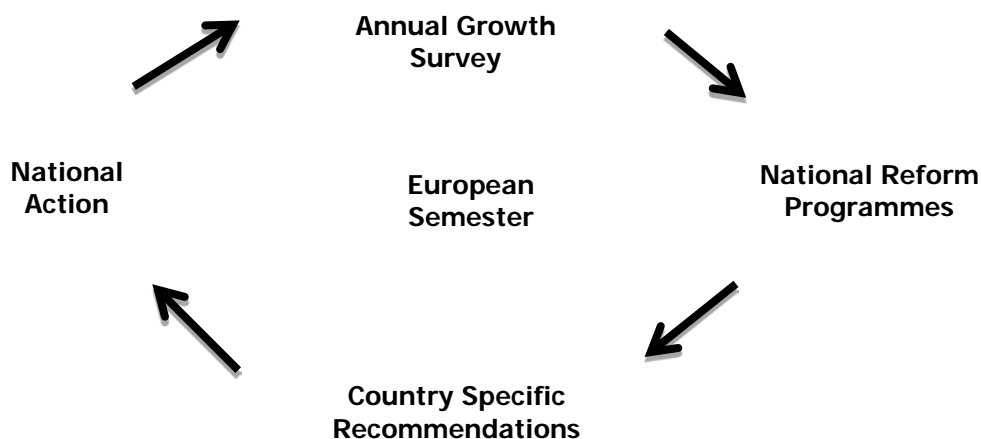 Annual Growth
Survey
National
Action
European
Semester
National Reform
Programmes
Country Specific
Recommendations